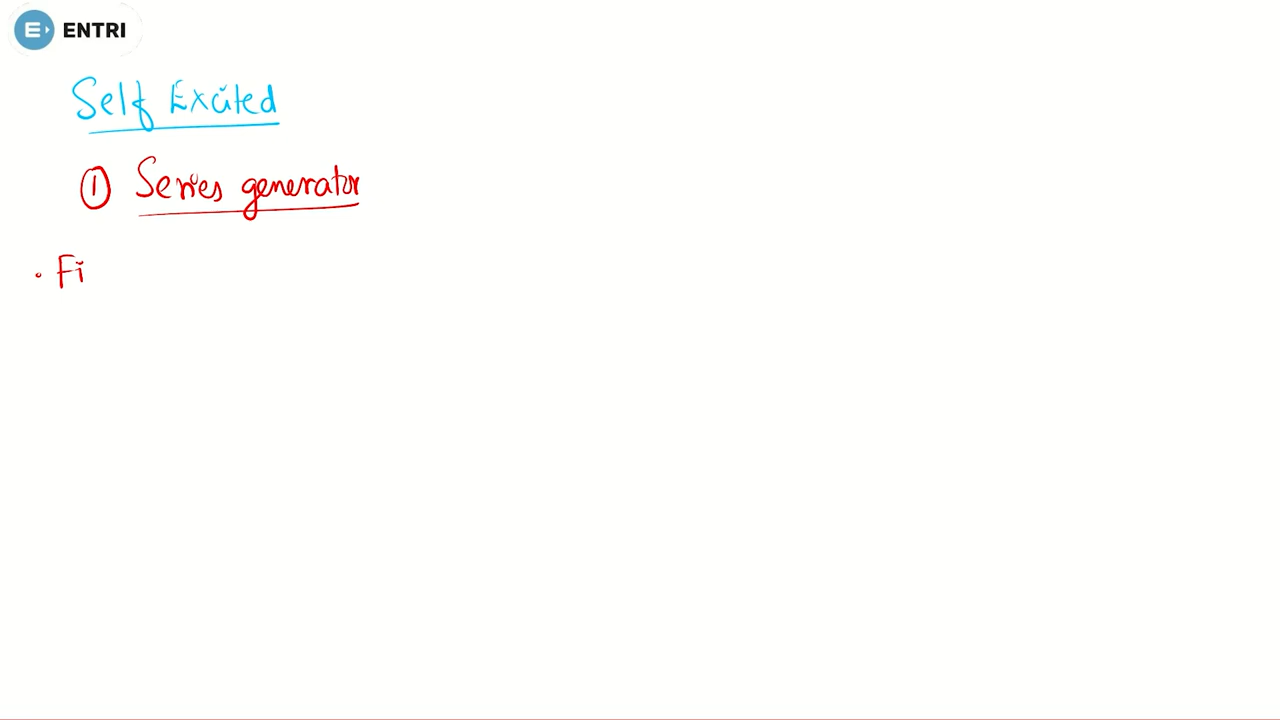 ENTRI
Self Excited
① Series generator
· Fi